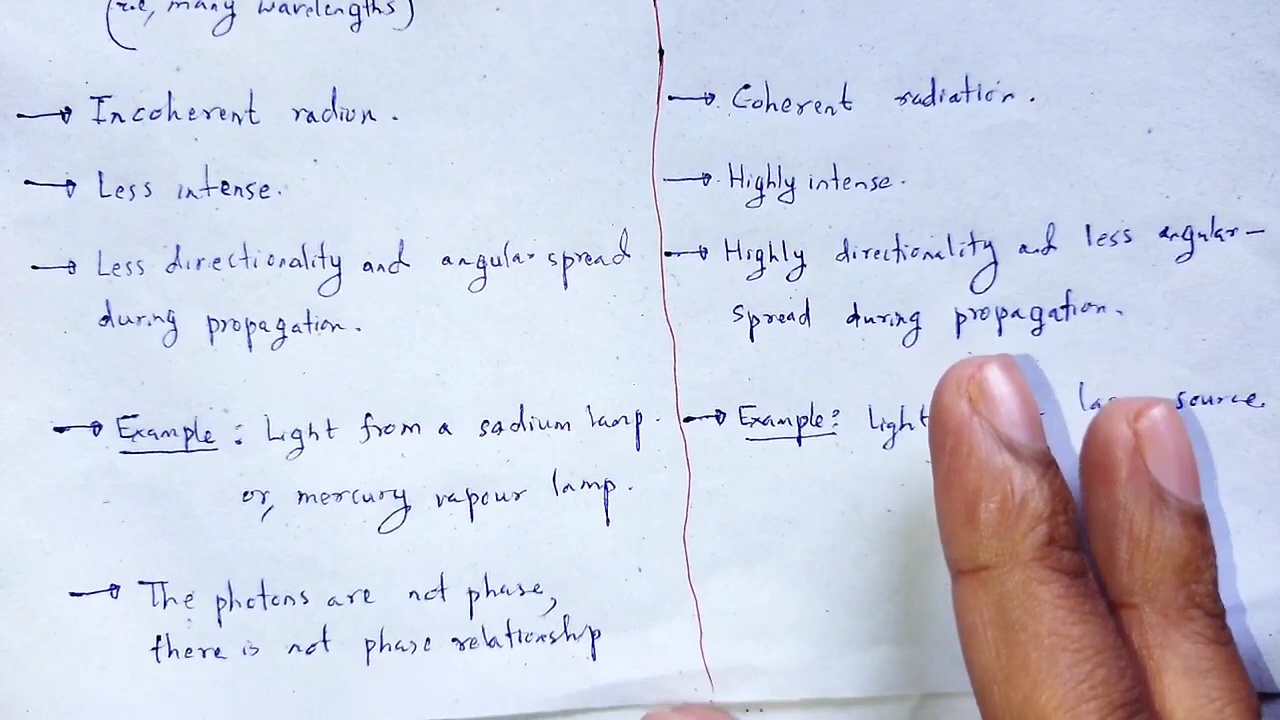 (i.e, many wavelengths)
→ Incoherent radion.
→ Less intense.
→ Less directionality and angular spread
during propagation.
→ Example: Light from a sodium lamp.
or, mercury vapour lamp.
→ The photons are not phase,
there is not phase relationship
→ Coherent radiation.
→ Highly intense.
→ Highly directionality and less angular-
spread during propagation.
→ Example: Light source